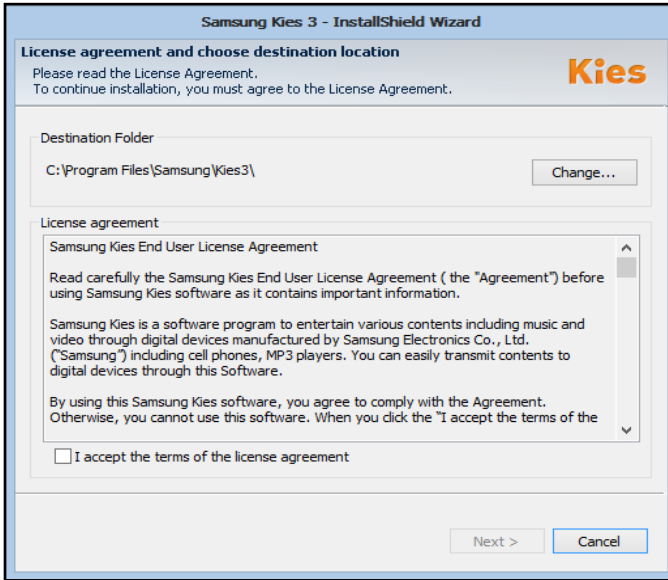 Samsung Kies 3 - InstallShield Wizard
License agreement and choose destination location
Please read the License Agreement.
To continue installation, you must agree to the License Agreement.
Kies
Destination Folder
C:\Program Files\Samsung\Kies3\
Change...
License agreement
Samsung Kies End User License Agreement
Read carefully the Samsung Kies End User License Agreement ( the "Agreement") before
using Samsung Kies software as it contains important information.
Samsung Kies is a software program to entertain various contents including music and
video through digital devices manufactured by Samsung Electronics Co., Ltd.
("Samsung") including cell phones, MP3 players. You can easily transmit contents to
digital devices through this Software.
By using this Samsung Kies software, you agree to comply with the Agreement.
Otherwise, you cannot use this software. When you click the "I accept the terms of the
I accept the terms of the license agreement
Next >
Cancel